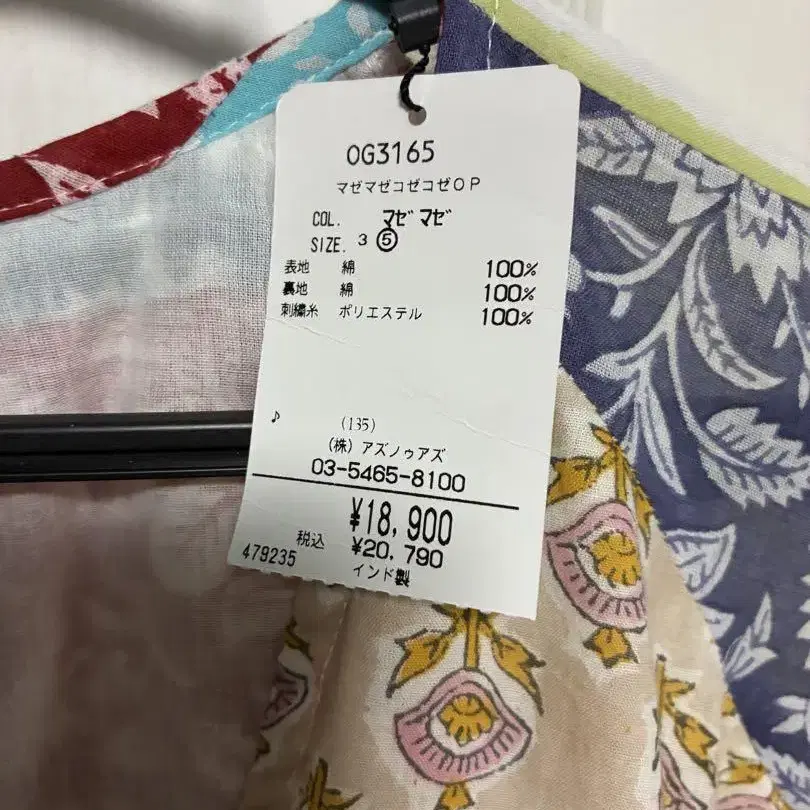 OG3165
マゼマゼコゼコゼOP
COL. マゼマゼ
SIZE. 3 ⑤
表地 綿 100%
裏地 綿 100%
刺繍糸 ポリエステル 100%
♪ (135)
(株) アズノゥアズ
03-5465-8100
¥18,900
税込 ¥20,790
479235 インド製